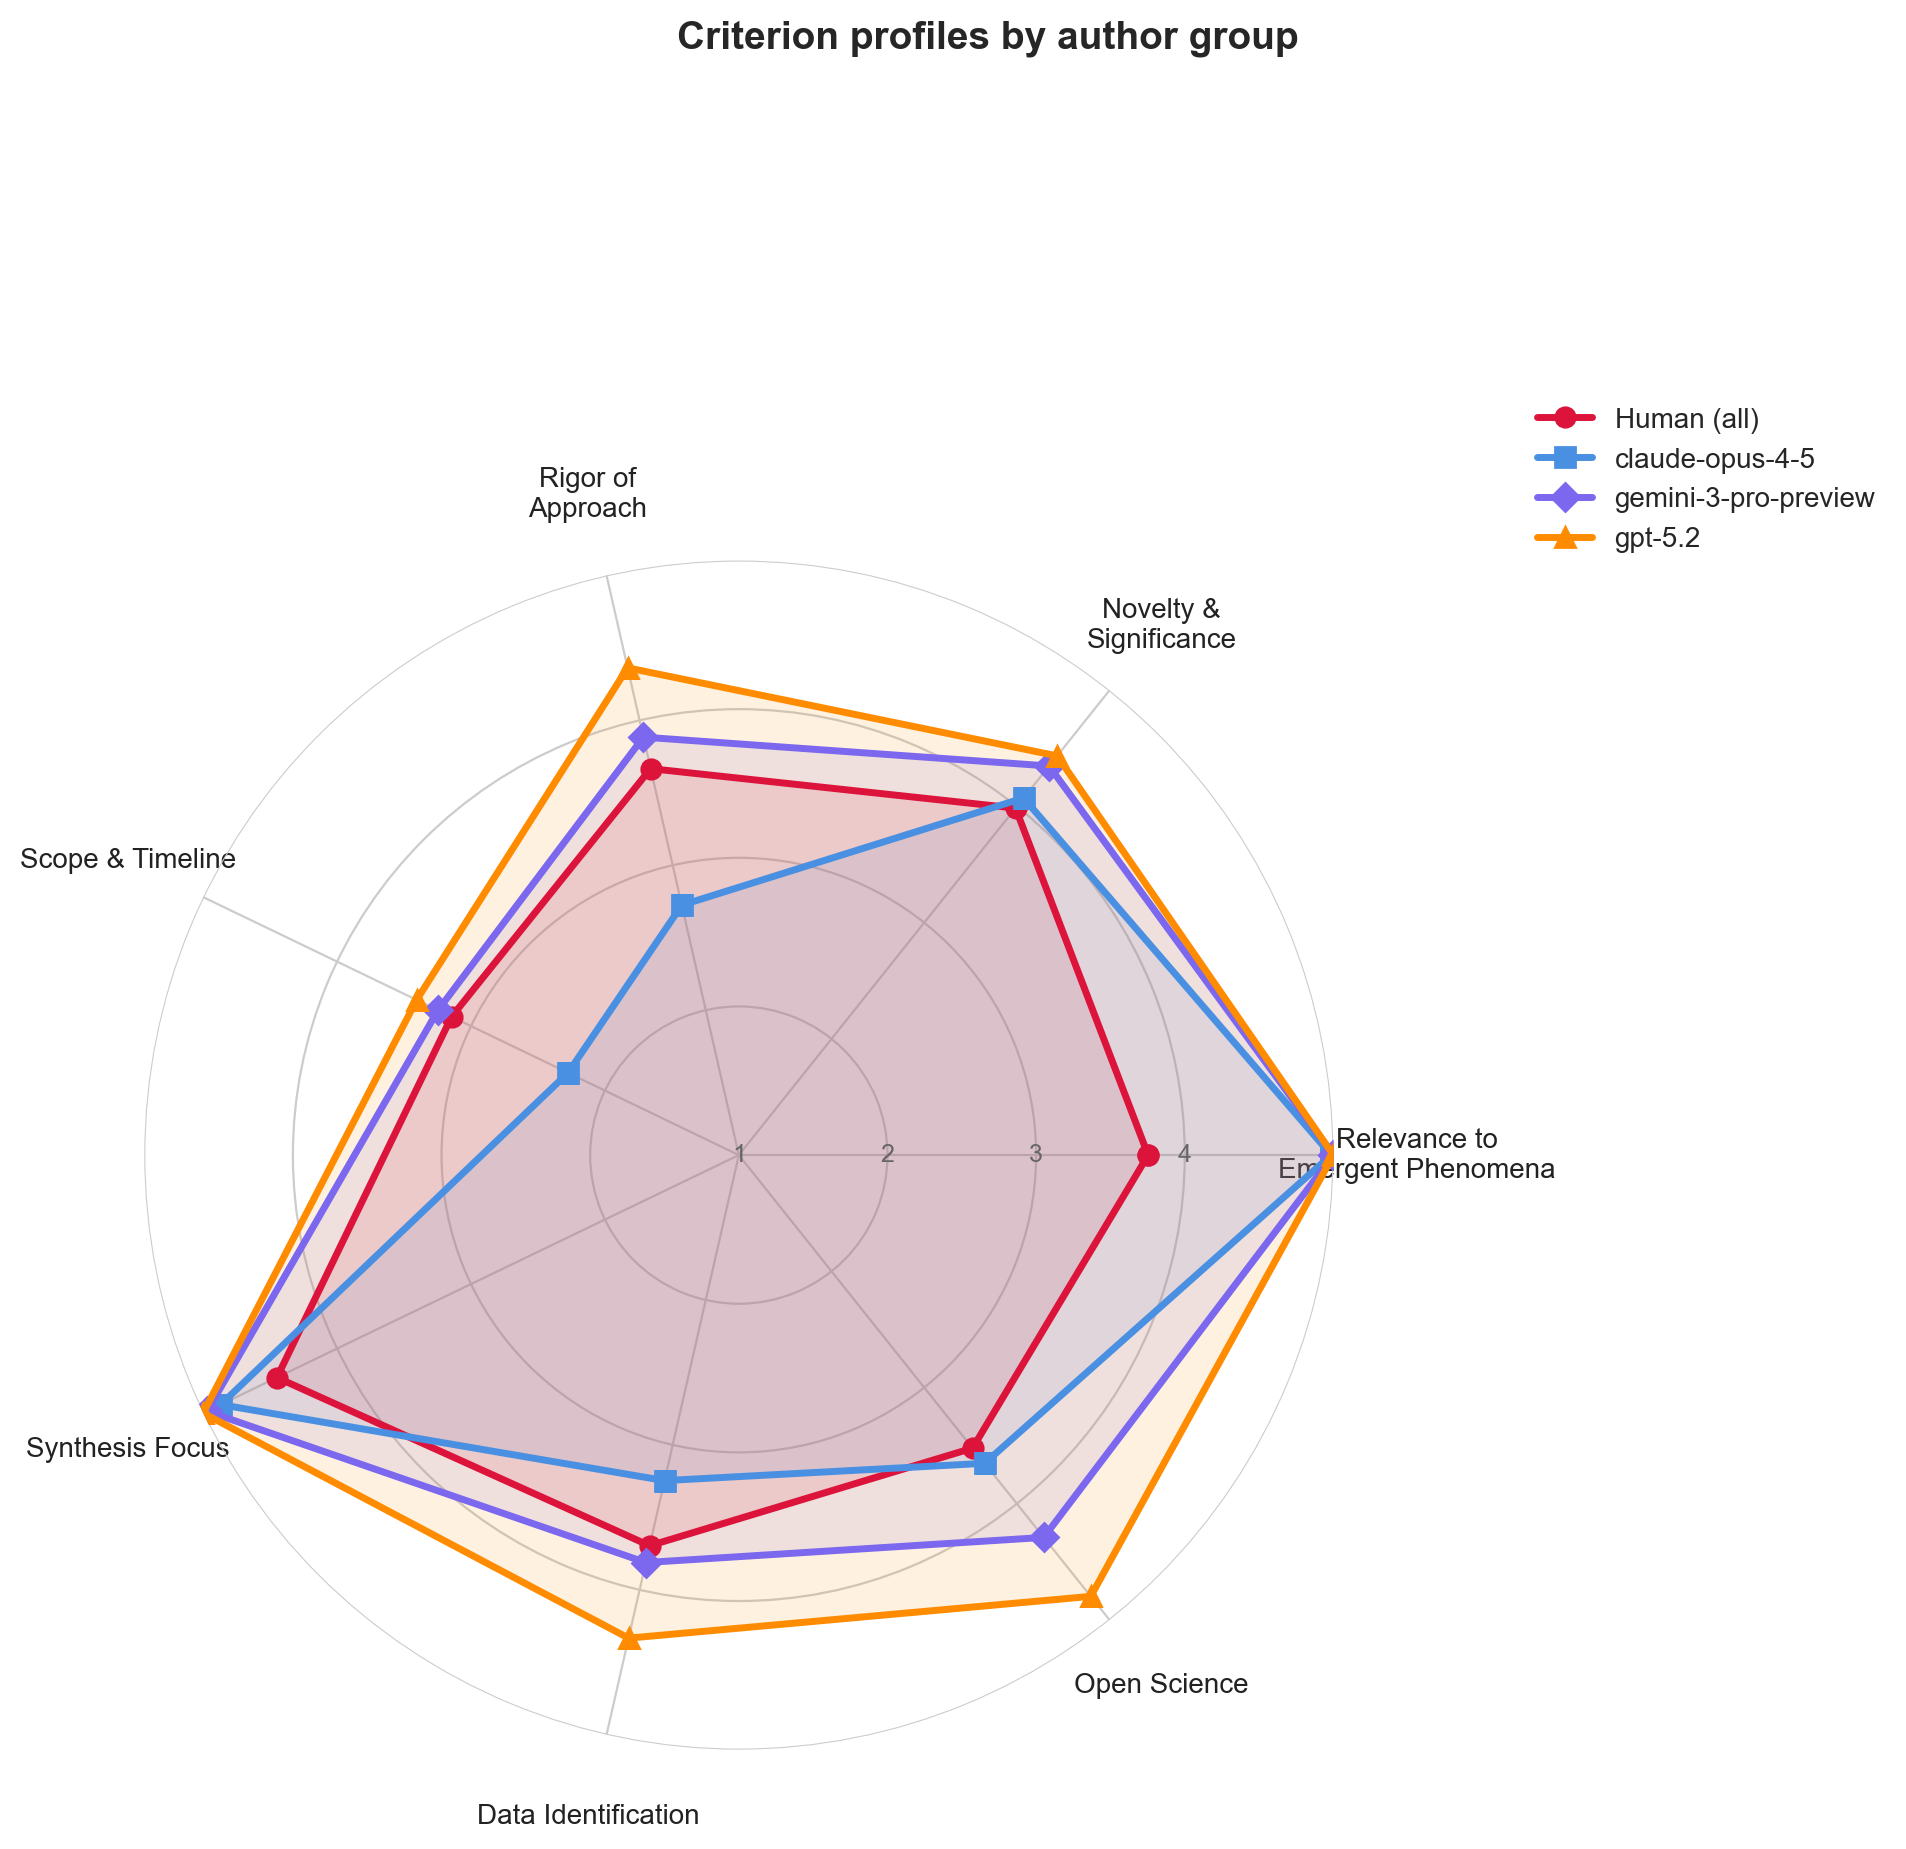 Criterion profiles by author group
Human (all)
claude-opus-4-5
gemini-3-pro-preview
gpt-5.2
Rigor of
Approach
Novelty &
Significance
Scope & Timeline
1 2 3 4
Relevance to
Emergent Phenomena
Synthesis Focus
Open Science
Data Identification